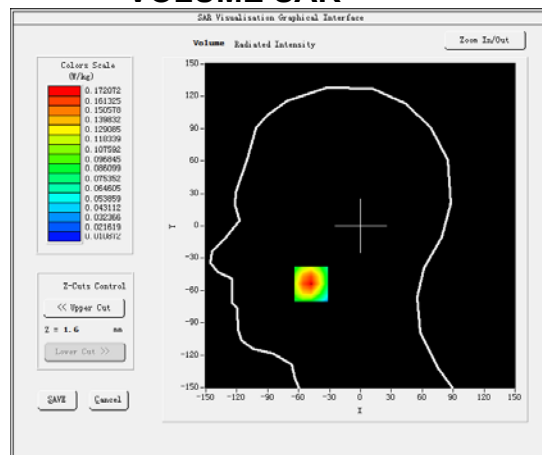 VOLUME SAR
SAR Visualisation Graphical Interface
Volume Radiated Intensity
Zoom In/Out
Colors Scale
(W/kg)
0.172072
0.161325
0.150578
0.139832
0.129085
0.118339
0.107592
0.096845
0.086099
0.075352
0.064605
0.053859
0.043112
0.032366
0.021619
0.010872
Z-Cuts Control
<< Upper Cut
Z = 1.6 mm
Lower Cut >>
SAVE Cancel
150
120
90
60
30
0
-30
-60
-90
-120
-150
Y
-150 -120 -90 -60 -30 0 30 60 90 120 150
X